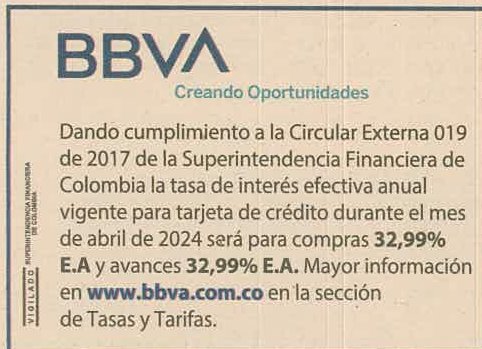 BBVA
Creando Oportunidades
Dando cumplimiento a la Circular Externa 019
de 2017 de la Superintendencia Financiera de
Colombia la tasa de interés efectiva anual
vigente para tarjeta de crédito durante el mes
de abril de 2024 será para compras 32,99%
E.A y avances 32,99% E.A. Mayor información
en www.bbva.com.co en la sección
de Tasas y Tarifas.
VIGILADO
SUPERINTENDENCIA FINANCIERA
DE COLOMBIA